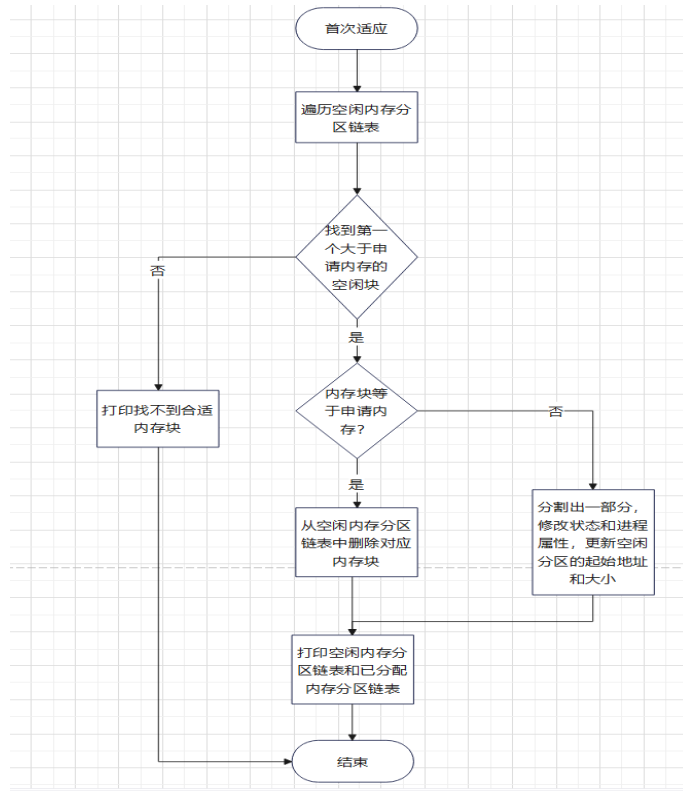 首次适应
遍历空闲内存分
区链表
找到第一
个大于申
请内存的
空闲块
否
是
打印找不到合适
内存块
内存块等
于申请内
存？
否
是
从空闲内存分区
链表中删除对应
内存块
分割出一部分，
修改状态和进程
属性，更新空闲
分区的起始地址
和大小
打印空闲内存分
区链表和已分配
内存分区链表
结束